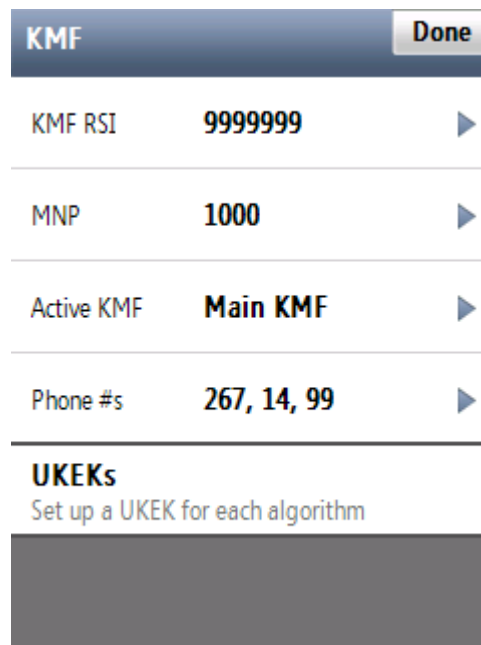 KMF Done
KMF RSI 9999999
MNP 1000
Active KMF Main KMF
Phone #s 267, 14, 99
UKEKs
Set up a UKEK for each algorithm